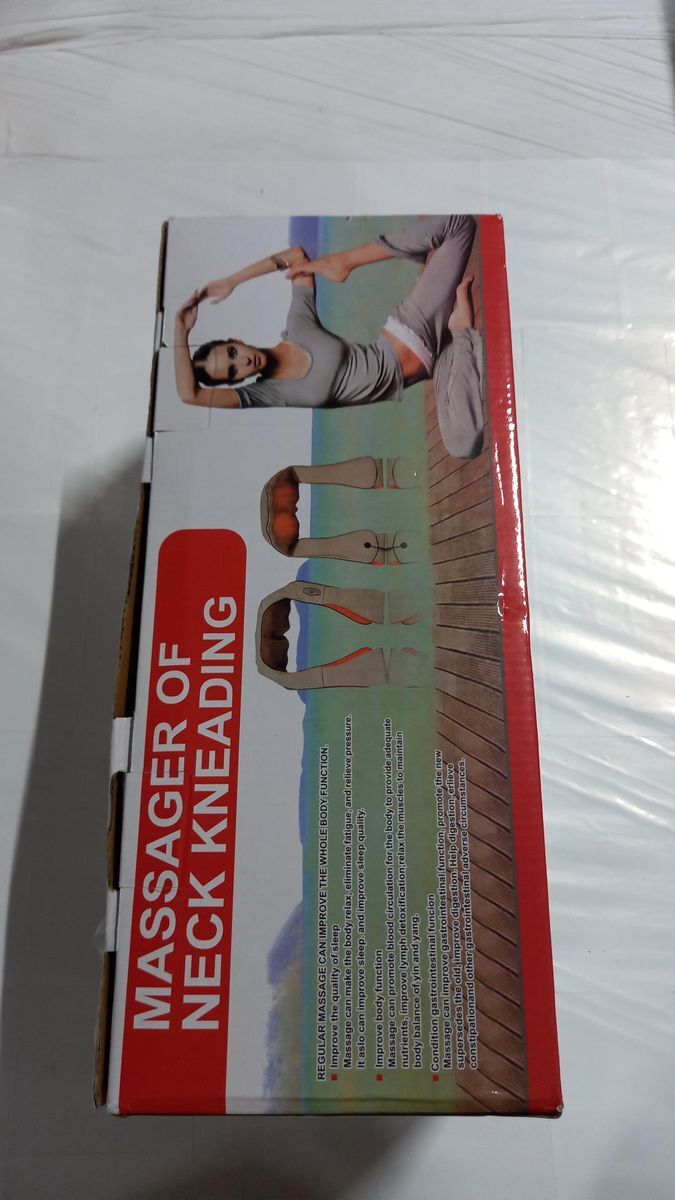 MASSAGER OF
NECK KNEADING
REGULAR MASSAGE CAN IMPROVE THE WHOLE BODY FUNCTION.
Improve the quality of sleep
Massage can make the body relax, eliminate fatigue, and relieve pressure.
It aslo can improve sleep, and improve sleep quality.
Improve body function
Massage can promote blood circulation for the body to provide adequate
nutrients, improve lymph detoxification;relax the muscles to maintain
body balance of yin and yang.
Condition gastrointestinal function
Massage can improve gastrointestinal function, promote the new
supersedes the old, improve digestion. Help digestion, erlieve
constipationand other gastrointestinal adverse circumstances.